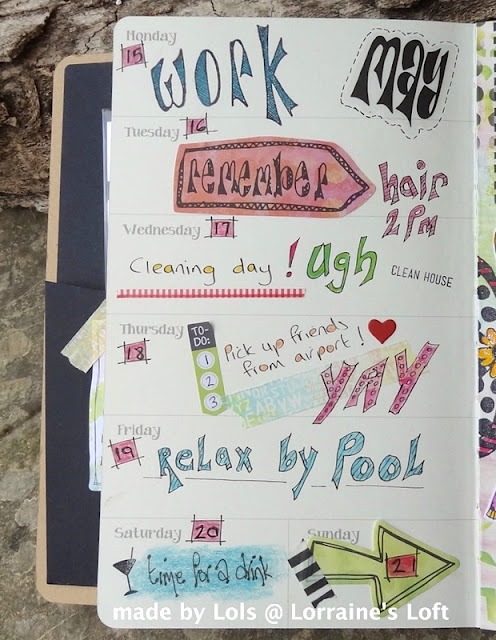 Monday
15
work
May
Tuesday 16
remember
hair
2 pm
Wednesday 17
Cleaning day! Ugh
CLEAN HOUSE
Thursday
18
TO-DO:
1
2
3
Pick up friends
from airport!
YAY
Friday
19
Relax by Pool
Saturday 20
time for a drink
Sunday
2
made by Lols @ Lorraine's Loft